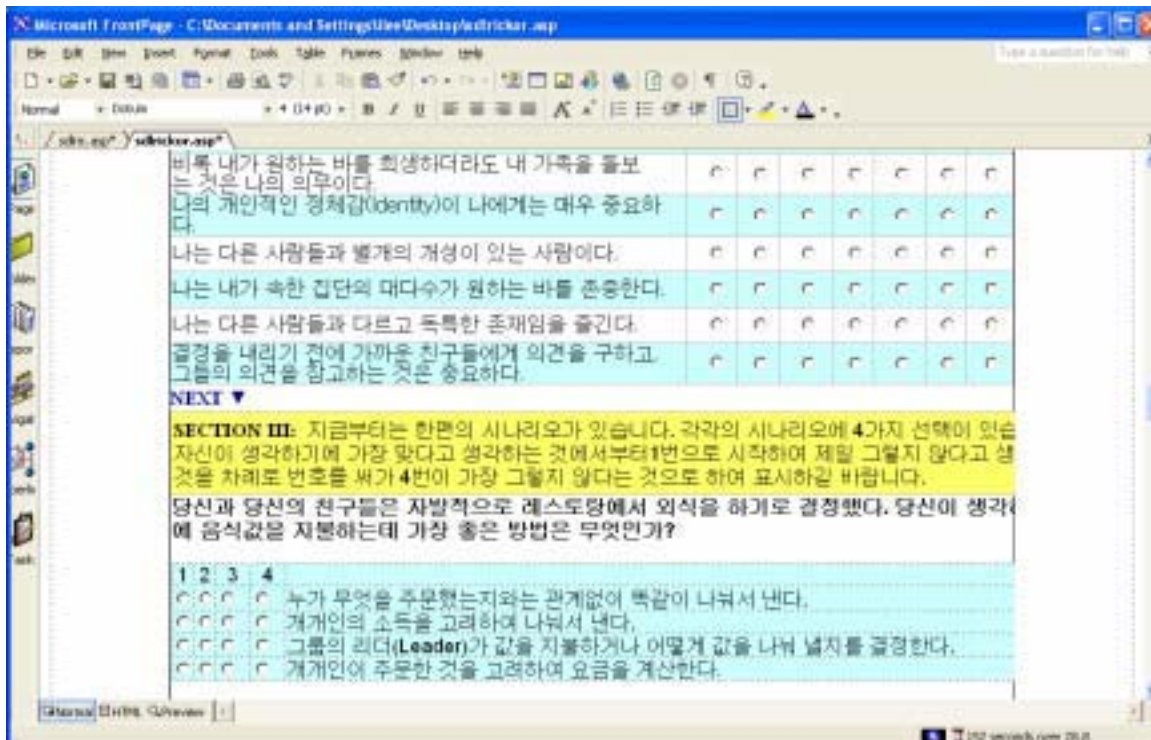 Microsoft FrontPage - C:\Documents and Settings\lee\Desktop\sdlrickor.asp
File Edit View Insert Format Tools Table Frames Window Help
Type a question for help
Normal Dotum 4 (14 pt) B I U
sdlrickor.asp*
비록 내가 원하는 바를 희생하더라도 내 가족을 돌보
는 것은 나의 의무이다.
나의 개인적인 정체감(Identity)이 나에게는 매우 중요하
다.
나는 다른 사람들과 별개의 개성이 있는 사람이다.
나는 내가 속한 집단의 대다수가 원하는 바를 존중한다.
나는 다른 사람들과 다르고 독특한 존재임을 즐긴다.
결정을 내리기 전에 가까운 친구들에게 의견을 구하고,
그들의 의견을 참고하는 것은 중요하다.
NEXT ▼
SECTION III: 지금부터는 한편의 시나리오가 있습니다. 각각의 시나리오에 4가지 선택이 있습
자신이 생각하기에 가장 맞다고 생각하는 것에서부터 1번으로 시작하여 제일 그렇지 않다고 생
것을 차례로 번호를 써가 4번이 가장 그렇지 않다는 것으로 하여 표시하길 바랍니다.
당신과 당신의 친구들은 자발적으로 레스토랑에서 외식을 하기로 결정했다. 당신이 생각하
에 음식값을 지불하는데 가장 좋은 방법은 무엇인가?
1 2 3 4
누가 무엇을 주문했는지와는 관계없이 똑같이 나눠서 낸다.
개개인의 소득을 고려하여 나눠서 낸다.
그룹의 리더(Leader)가 값을 지불하거나 어떻게 값을 나눠 낼지를 결정한다.
개개인이 주문한 것을 고려하여 요금을 계산한다.
Normal HTML Preview
192 seconds over 28.8